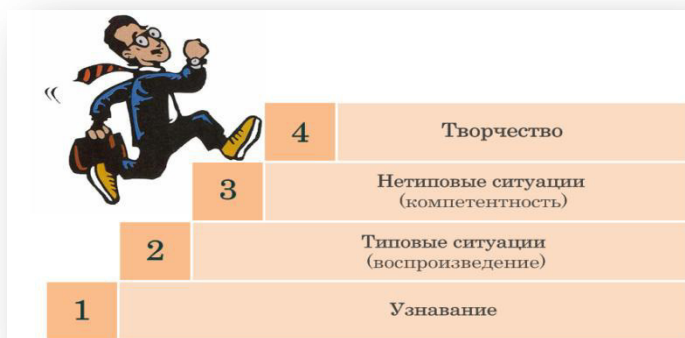 4 Творчество
3 Нетиповые ситуации
(компетентность)
2 Типовые ситуации
(воспроизведение)
1 Узнавание